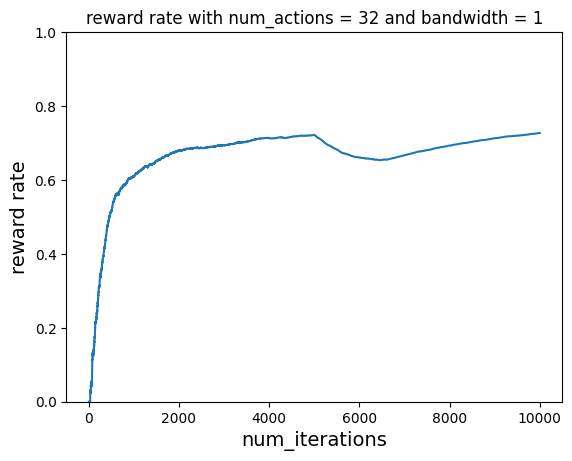 reward rate with num_actions = 32 and bandwidth = 1
1.0
0.8
0.6
0.4
0.2
0.0
reward rate
0 2000 4000 6000 8000 10000
num_iterations